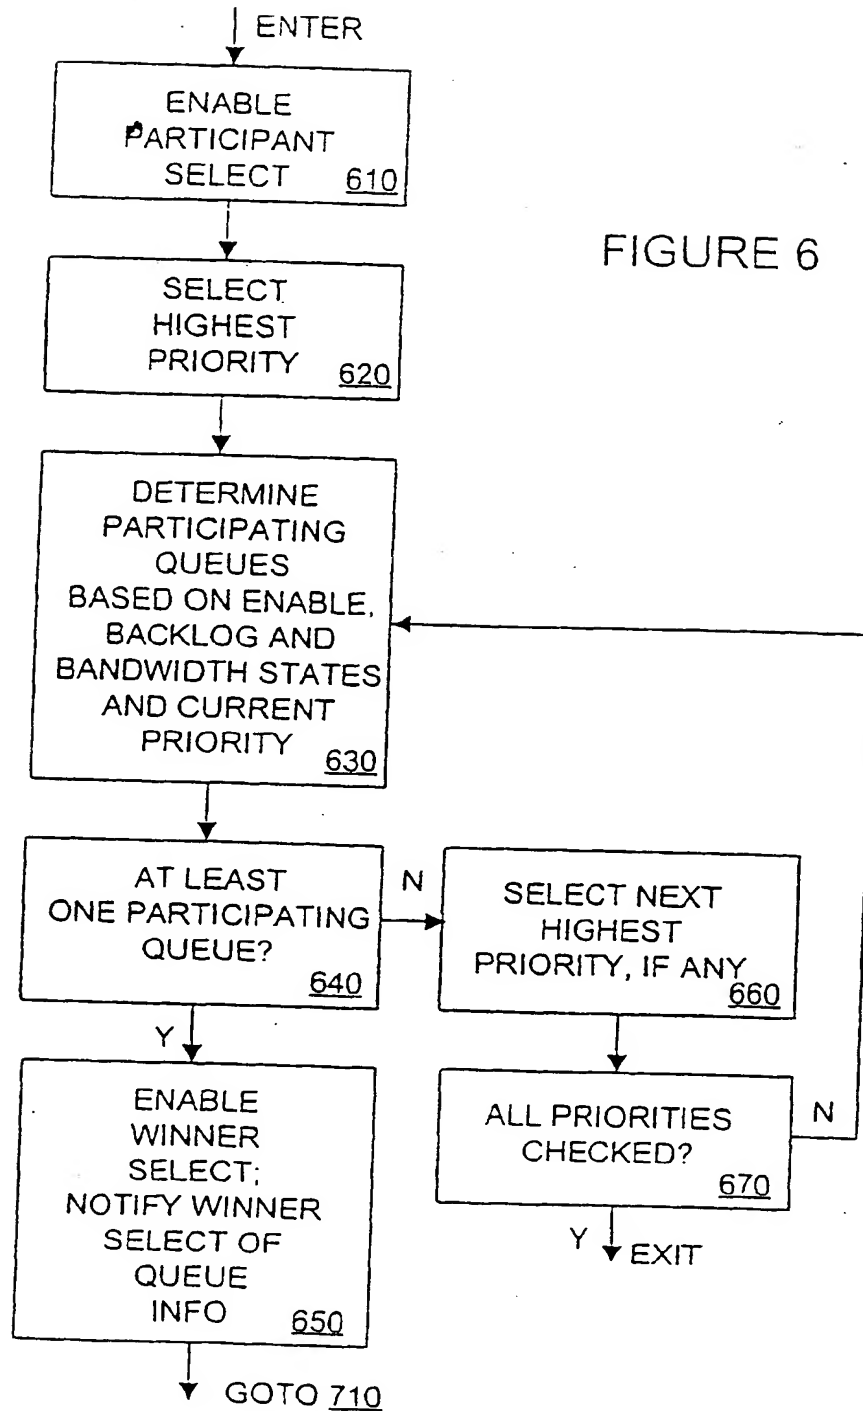 ENTER
ENABLE
PARTICIPANT
SELECT 610
FIGURE 6
SELECT
HIGHEST
PRIORITY 620
DETERMINE
PARTICIPATING
QUEUES
BASED ON ENABLE,
BACKLOG AND
BANDWIDTH STATES
AND CURRENT
PRIORITY 630
AT LEAST
ONE PARTICIPATING
QUEUE?
640
N
SELECT NEXT
HIGHEST
PRIORITY, IF ANY
660
Y
ENABLE
WINNER
SELECT;
NOTIFY WINNER
SELECT OF
QUEUE
INFO 650
ALL PRIORITIES
CHECKED?
670
N
Y EXIT
GOTO 710